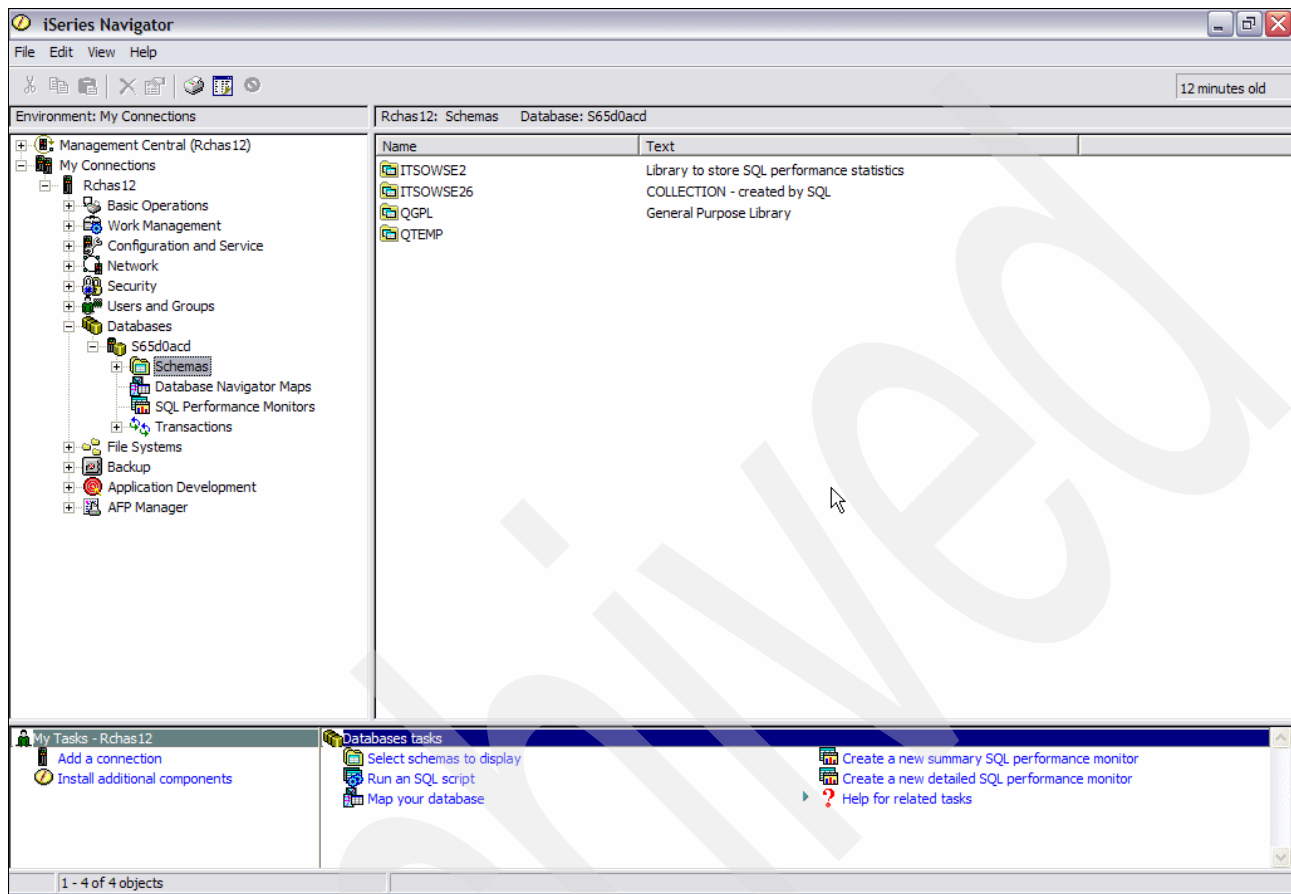 iSeries Navigator
File Edit View Help
12 minutes old
Environment: My Connections
Rchas12: Schemas Database: S65d0acd
Management Central (Rchas12)
My Connections
Rchas12
Basic Operations
Work Management
Configuration and Service
Network
Security
Users and Groups
Databases
S65d0acd
Schemas
Database Navigator Maps
SQL Performance Monitors
Transactions
File Systems
Backup
Application Development
AFP Manager
Name Text
ITSOWSE2 Library to store SQL performance statistics
ITSOWSE26 COLLECTION - created by SQL
QGPL General Purpose Library
QTEMP
My Tasks - Rchas12
Add a connection
Install additional components
Databases tasks
Select schemas to display
Run an SQL script
Map your database
Create a new summary SQL performance monitor
Create a new detailed SQL performance monitor
Help for related tasks
1 - 4 of 4 objects
hived